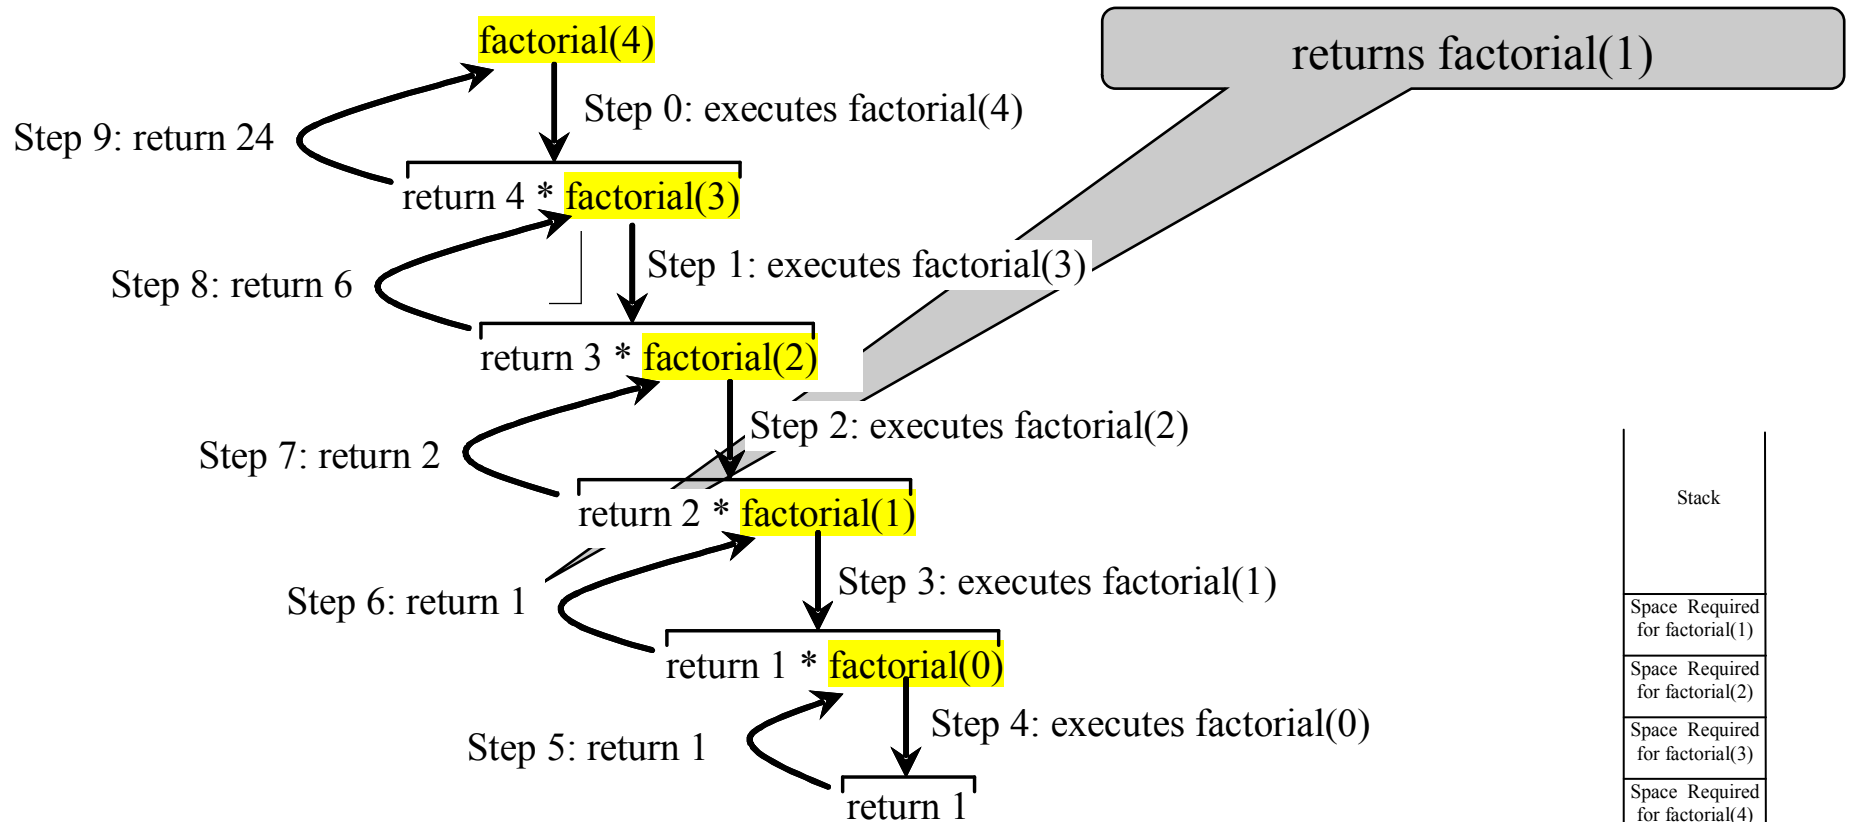 factorial(4)
returns factorial(1)
Step 0: executes factorial(4)
Step 9: return 24
return 4 * factorial(3)
Step 1: executes factorial(3)
Step 8: return 6
return 3 * factorial(2)
Step 2: executes factorial(2)
Step 7: return 2
return 2 * factorial(1)
Step 3: executes factorial(1)
Step 6: return 1
return 1 * factorial(0)
Step 4: executes factorial(0)
Step 5: return 1
return 1
Stack
Space Required
for factorial(1)
Space Required
for factorial(2)
Space Required
for factorial(3)
Space Required
for factorial(4)